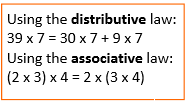 Using the distributive law:
39 x 7 = 30 x 7 + 9 x 7
Using the associative law:
(2 x 3) x 4 = 2 x (3 x 4)